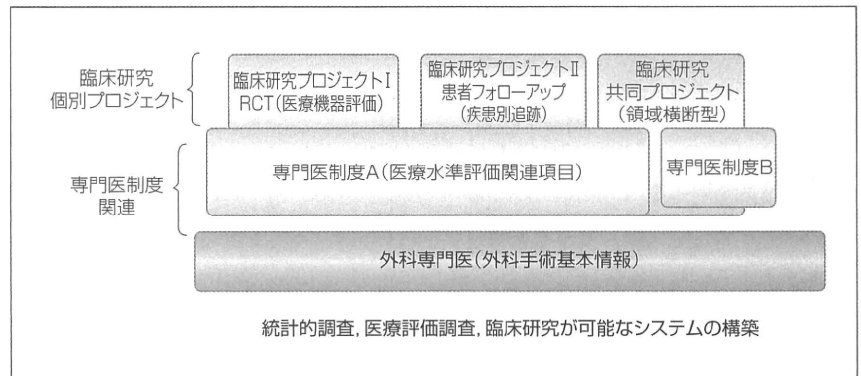 臨床研究
個別プロジェクト
臨床研究プロジェクトⅠ
RCT(医療機器評価)
臨床研究プロジェクトⅡ
患者フォローアップ
(疾患別追跡)
臨床研究
共同プロジェクト
(領域横断型)
専門医制度
関連
専門医制度A(医療水準評価関連項目)
専門医制度B
外科専門医(外科手術基本情報)
統計的調査,医療評価調査,臨床研究が可能なシステムの構築